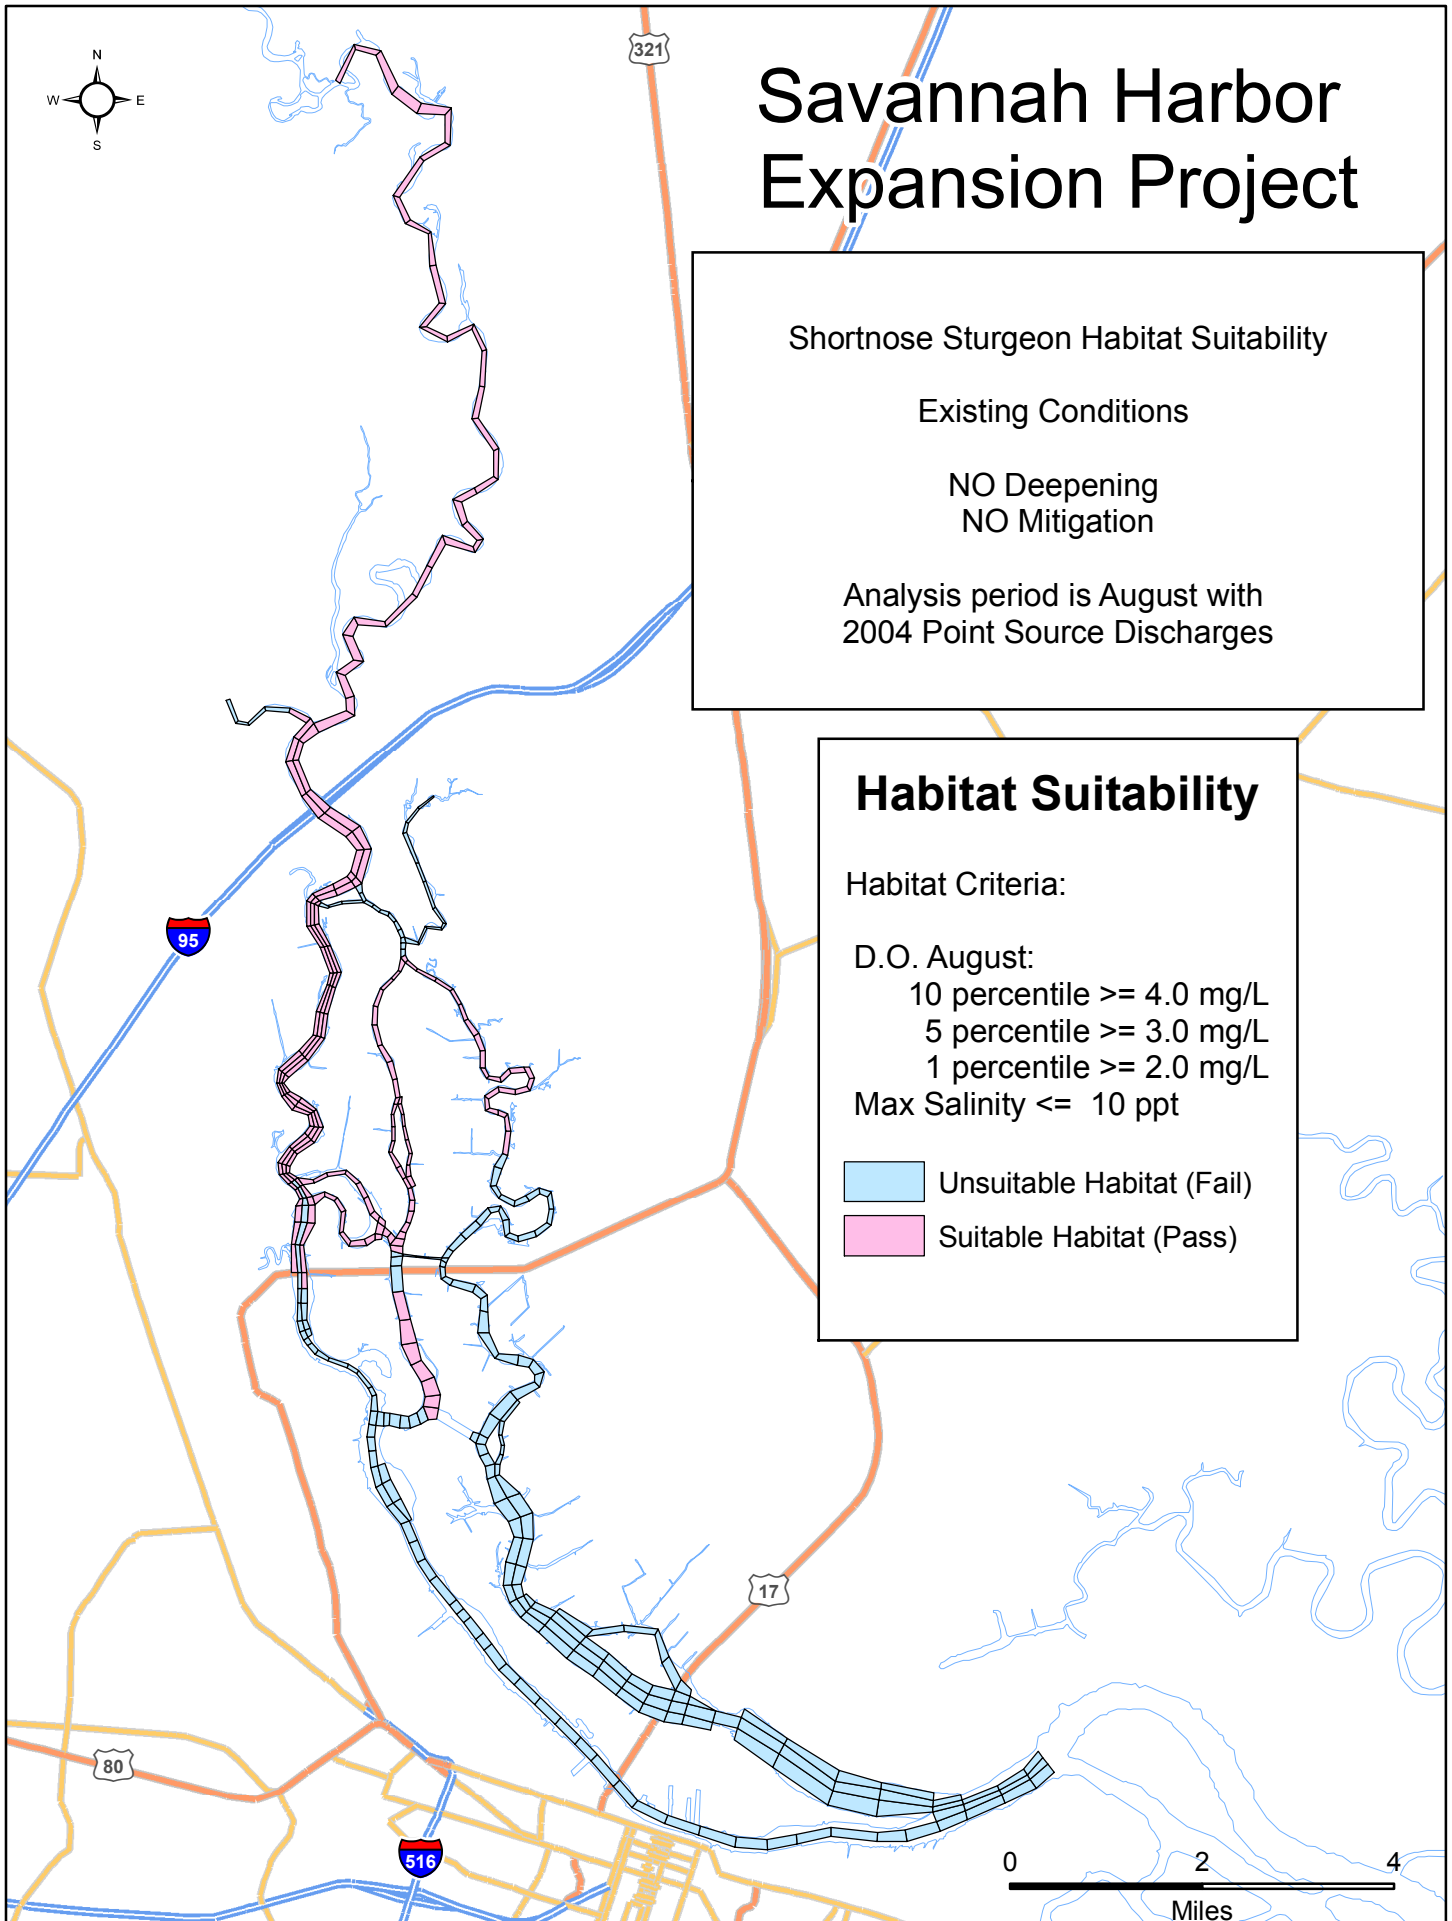 N
W E
S
321
Savannah Harbor
Expansion Project
Shortnose Sturgeon Habitat Suitability
Existing Conditions
NO Deepening
NO Mitigation
Analysis period is August with
2004 Point Source Discharges
Habitat Suitability
Habitat Criteria:
D.O. August:
10 percentile >= 4.0 mg/L
5 percentile >= 3.0 mg/L
1 percentile >= 2.0 mg/L
Max Salinity <= 10 ppt
Unsuitable Habitat (Fail)
Suitable Habitat (Pass)
95
17
80
516
0 2 4
Miles